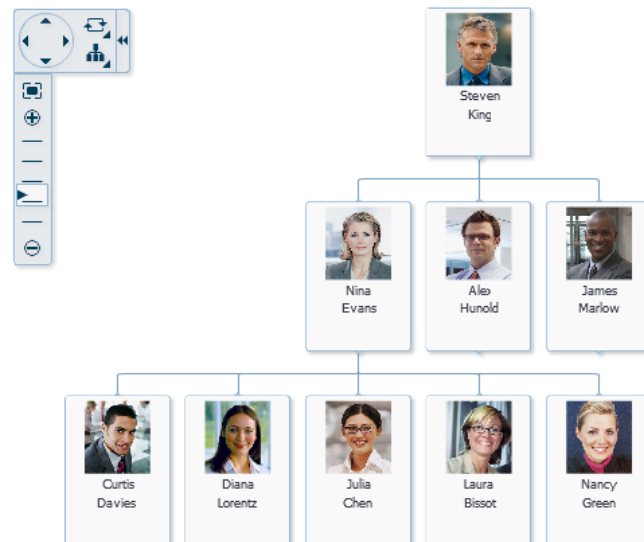 Steven
King
Nina
Evans
Alex
Hunold
James
Marlow
Curtis
Davies
Diana
Lorentz
Julia
Chen
Laura
Bissot
Nancy
Green